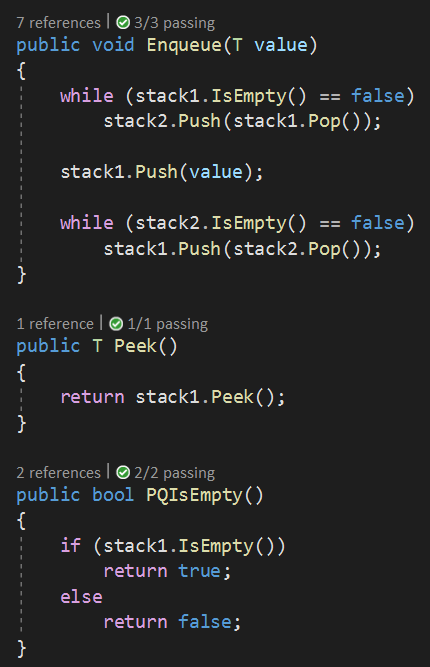 7 references | 3/3 passing
public void Enqueue(T value)
{
    while (stack1.IsEmpty() == false)
        stack2.Push(stack1.Pop());

    stack1.Push(value);

    while (stack2.IsEmpty() == false)
        stack1.Push(stack2.Pop());
}

1 reference | 1/1 passing
public T Peek()
{
    return stack1.Peek();
}

2 references | 2/2 passing
public bool PQIsEmpty()
{
    if (stack1.IsEmpty())
        return true;
    else
        return false;
}